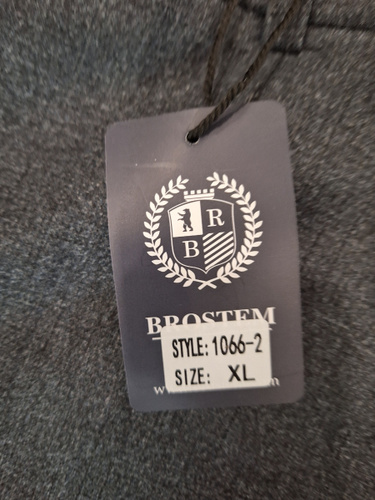 R
B
BROSTEM
STYLE: 1066-2
SIZE: XL